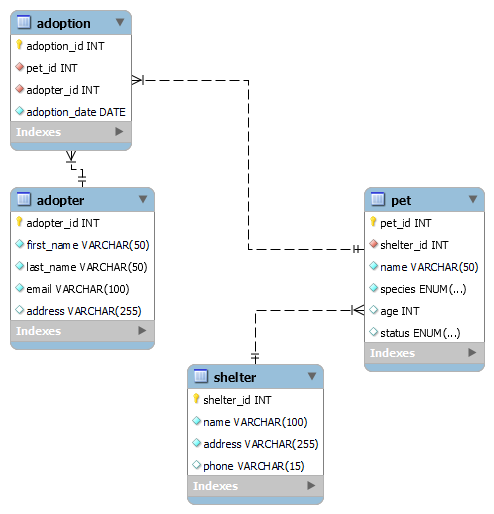 adoption
adoption_id INT
pet_id INT
adopter_id INT
adoption_date DATE
Indexes
adopter
adopter_id INT
first_name VARCHAR(50)
last_name VARCHAR(50)
email VARCHAR(100)
address VARCHAR(255)
Indexes
pet
pet_id INT
shelter_id INT
name VARCHAR(50)
species ENUM(...)
age INT
status ENUM(...)
Indexes
shelter
shelter_id INT
name VARCHAR(100)
address VARCHAR(255)
phone VARCHAR(15)
Indexes